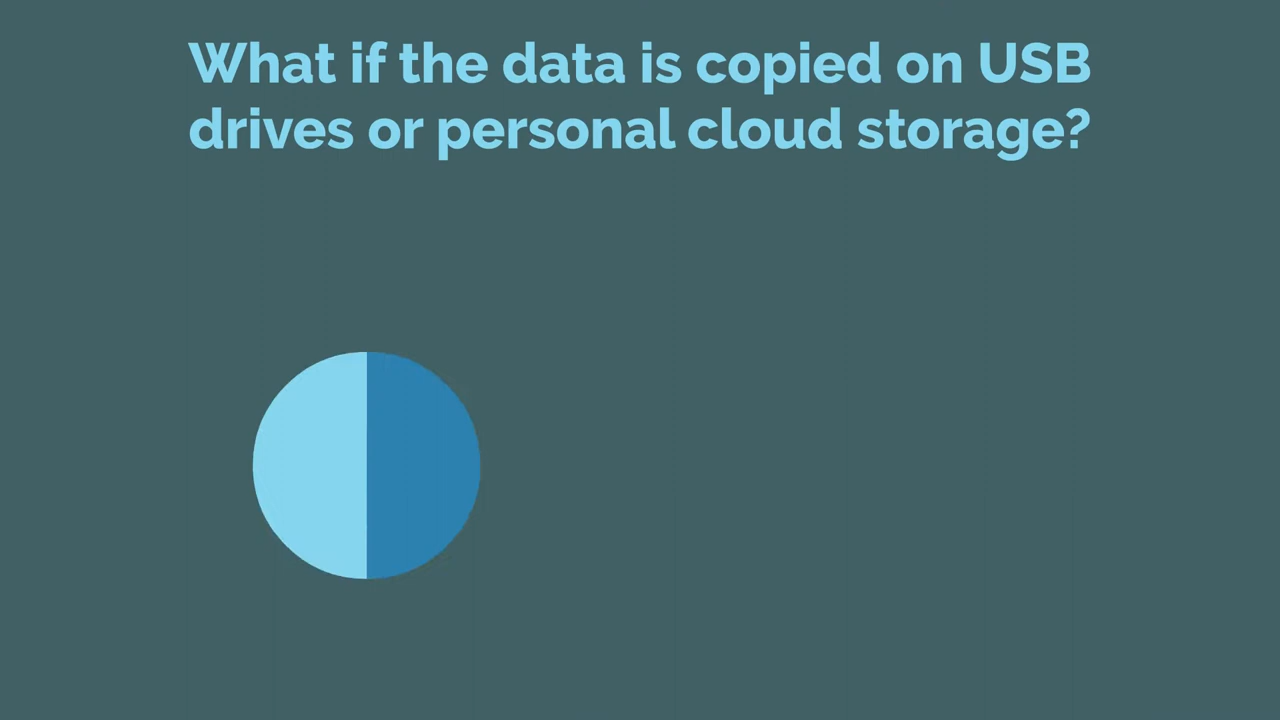 What if the data is copied on USB
drives or personal cloud storage?